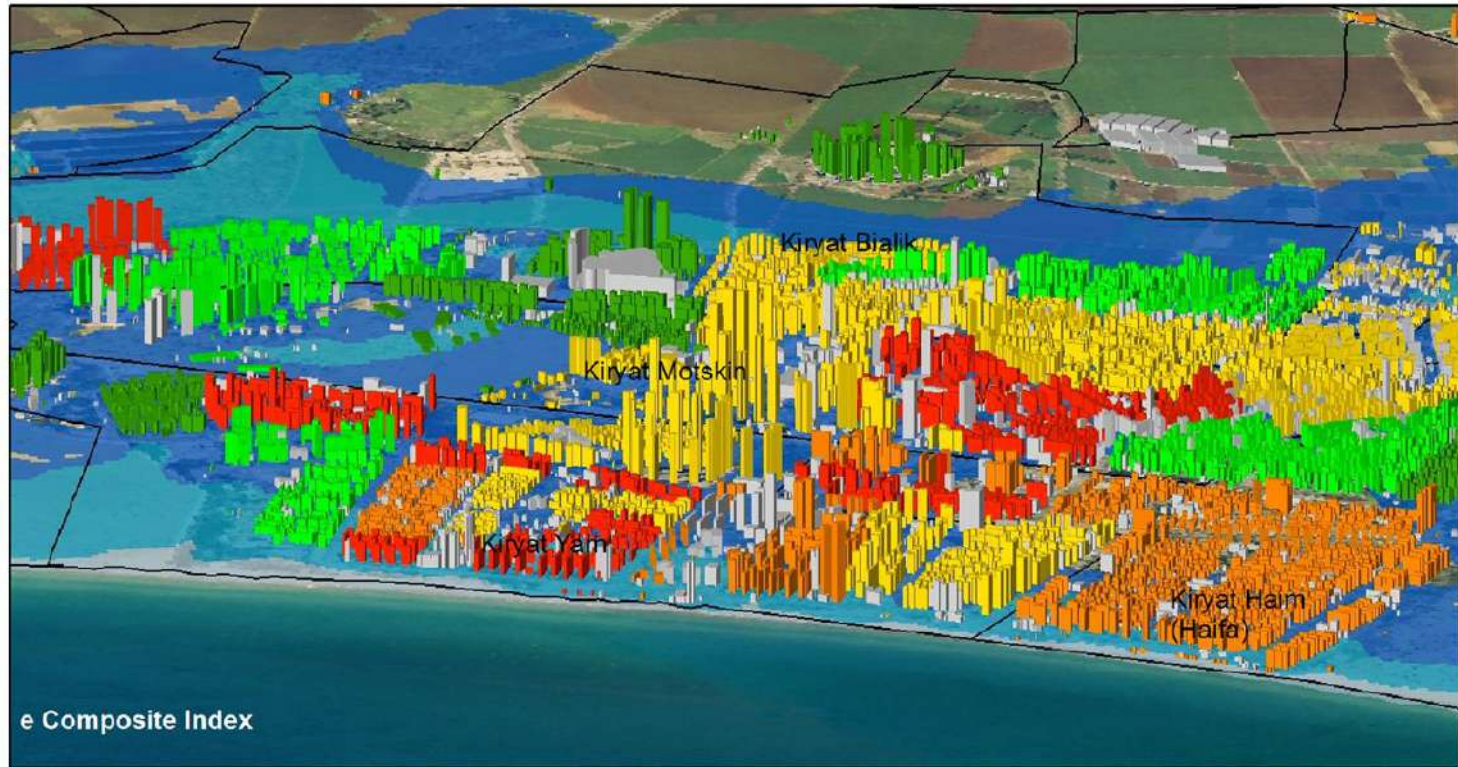 Kiryat Bialik
Kiryat Motskin
Kiryat Yam
Kiryat Haim
(Haifa)
e Composite Index